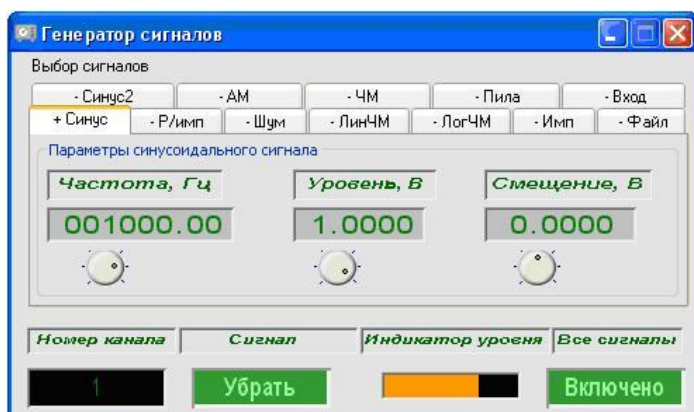 Генератор сигналов
Выбор сигналов
- Синус2 - АМ - ЧМ - Пила - Вход
+ Синус - Р/имп - Шум - ЛинЧМ - ЛогЧМ - Имп - Файл
Параметры синусоидального сигнала
Частота, Гц Уровень, В Смещение, В
001000.00 1.0000 0.0000
Номер канала Сигнал Индикатор уровня Все сигналы
1 Убрать Включено